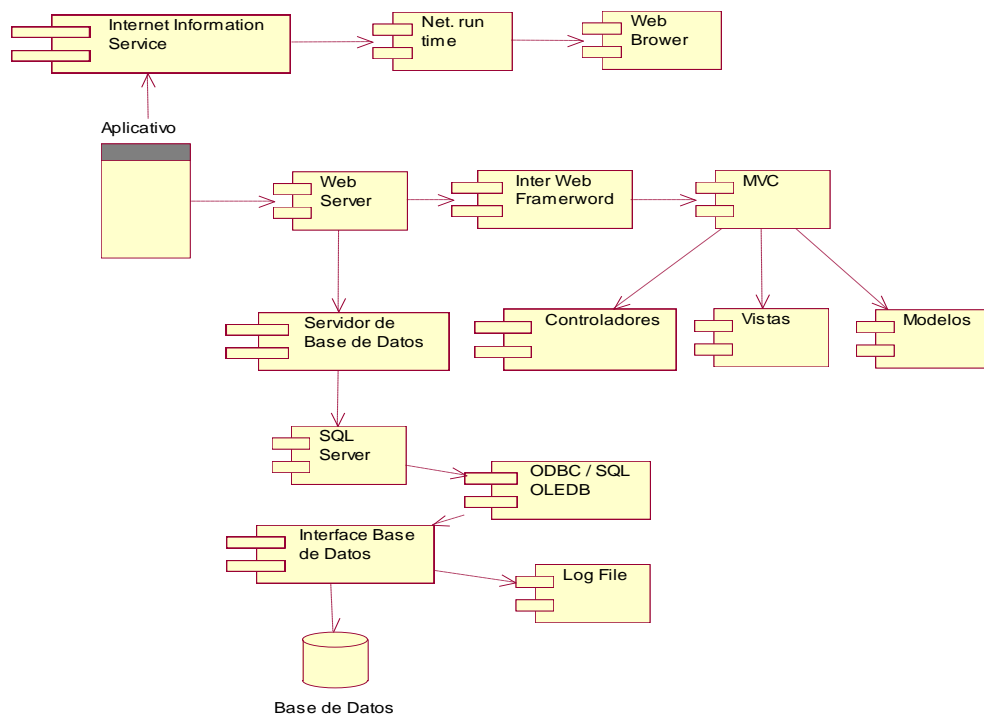 Internet Information
Service
Net. run
time
Web
Brower
Aplicativo
Web
Server
Inter Web
Framerword
MVC
Servidor de
Base de Datos
Controladores
Vistas
Modelos
SQL
Server
ODBC / SQL
OLEDB
Interface Base
de Datos
Log File
Base de Datos